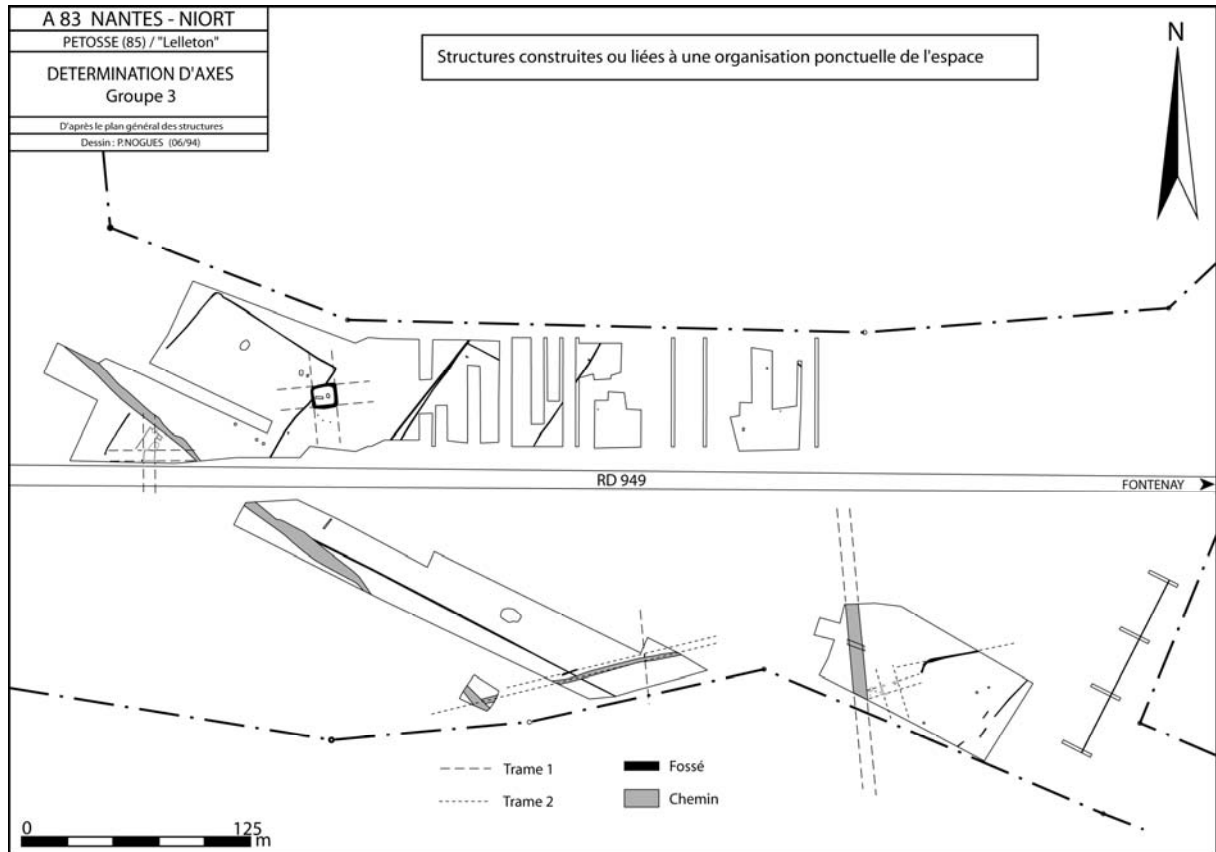 A 83 NANTES - NIORT
PETOSSE (85) / "Lelleton"
DETERMINATION D'AXES
Groupe 3
D'après le plan général des structures
Dessin : P.NOGUES (06/94)
Structures construites ou liées à une organisation ponctuelle de l'espace
N
RD 949
FONTENAY
Trame 1
Trame 2
Fossé
Chemin
0
125
m